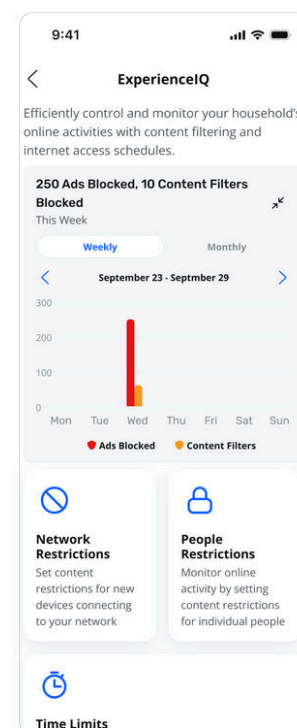 9:41
ExperienceIQ
Efficiently control and monitor your household's
online activities with content filtering and
internet access schedules.
250 Ads Blocked, 10 Content Filters
Blocked
This Week
Weekly
Monthly
September 23 - Septmber 29
300
200
100
0
Mon Tue Wed Thu Fri Sat Sun
Ads Blocked
Content Filters
Network
Restrictions
Set content
restrictions for new
devices connecting
to your network
People
Restrictions
Monitor online
activity by setting
content restrictions
for individual people
Time Limits